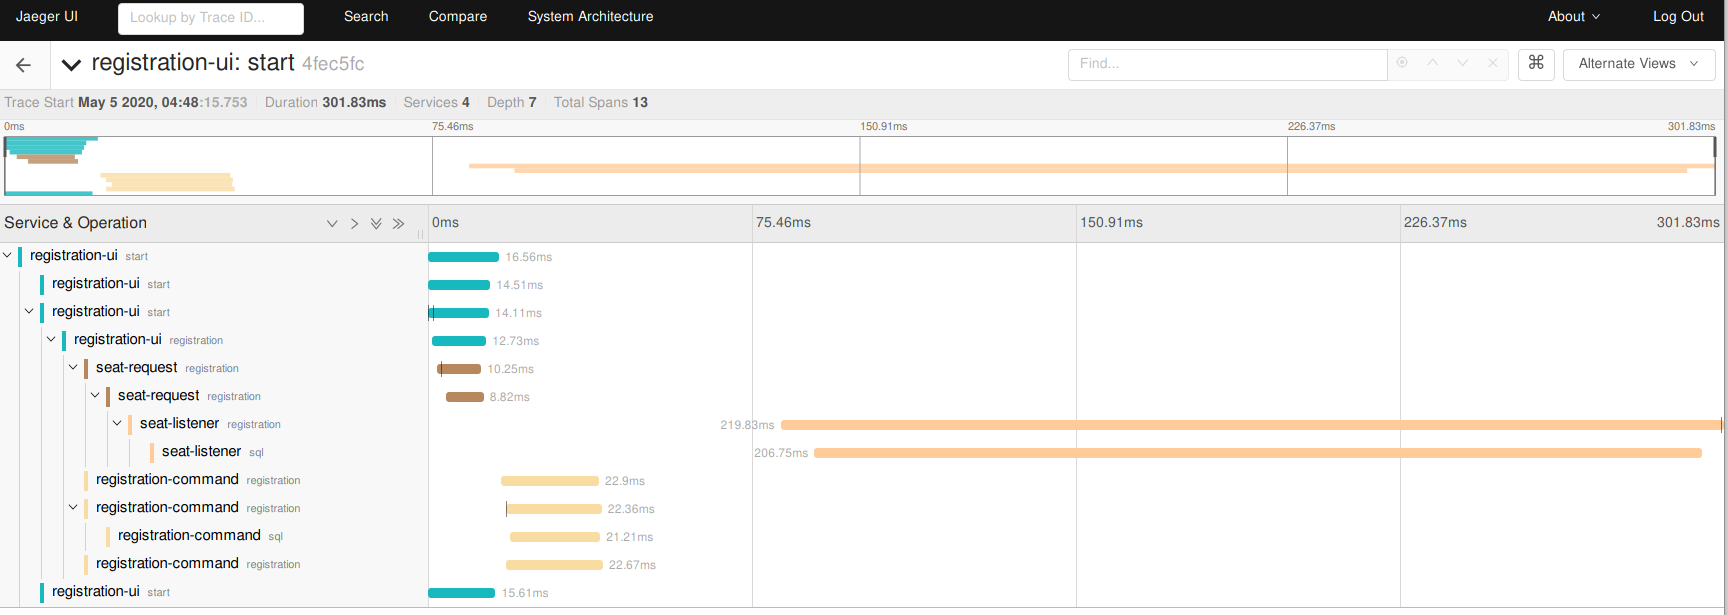 Jaeger UI Lookup by Trace ID... Search Compare System Architecture About Log Out
registration-ui: start 4fec5fc Find... ⌘ Alternate Views
Trace Start May 5 2020, 04:48:15.753 Duration 301.83ms Services 4 Depth 7 Total Spans 13
0ms 75.46ms 150.91ms 226.37ms 301.83ms
Service & Operation 0ms 75.46ms 150.91ms 226.37ms 301.83ms
registration-ui start 16.56ms
registration-ui start 14.51ms
registration-ui start 14.11ms
registration-ui registration 12.73ms
seat-request registration 10.25ms
seat-request registration 8.82ms
seat-listener registration 219.83ms
seat-listener sql 206.75ms
registration-command registration 22.9ms
registration-command registration 22.36ms
registration-command sql 21.21ms
registration-command registration 22.67ms
registration-ui start 15.61ms